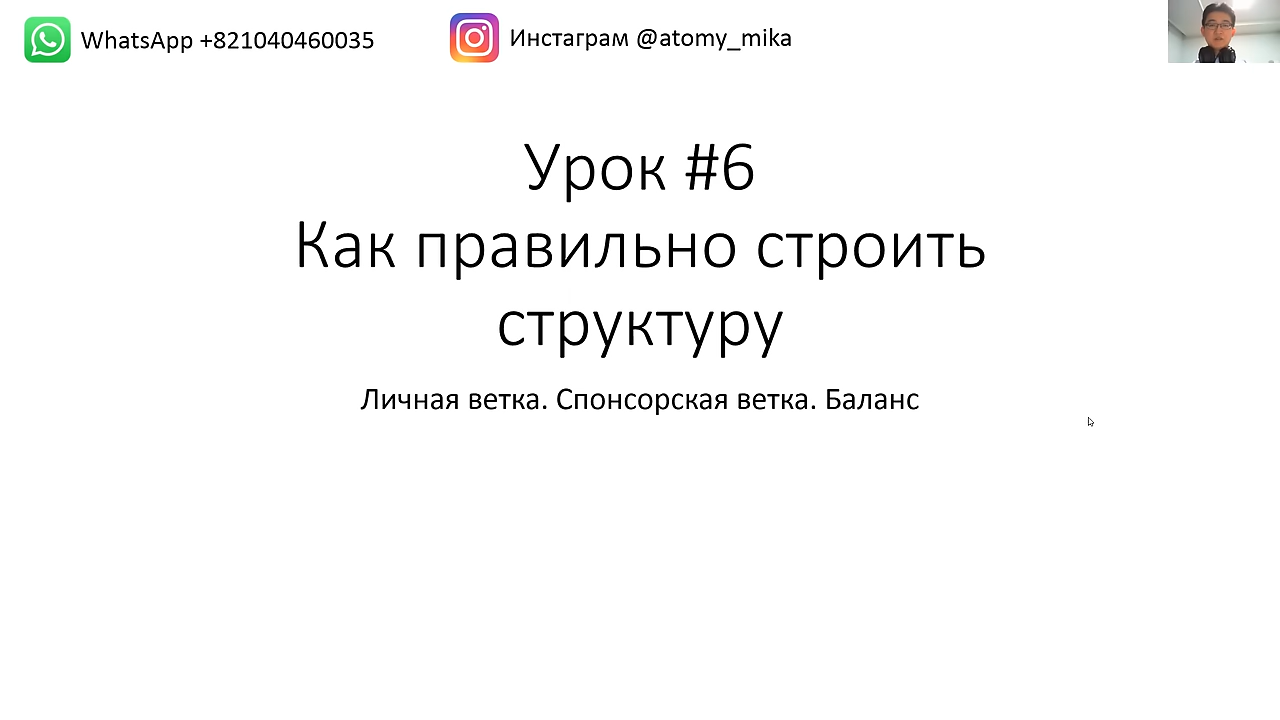 WhatsApp +821040460035
Инстаграм @atomy_mika
Урок #6
Как правильно строить
структуру
Личная ветка. Спонсорская ветка. Баланс